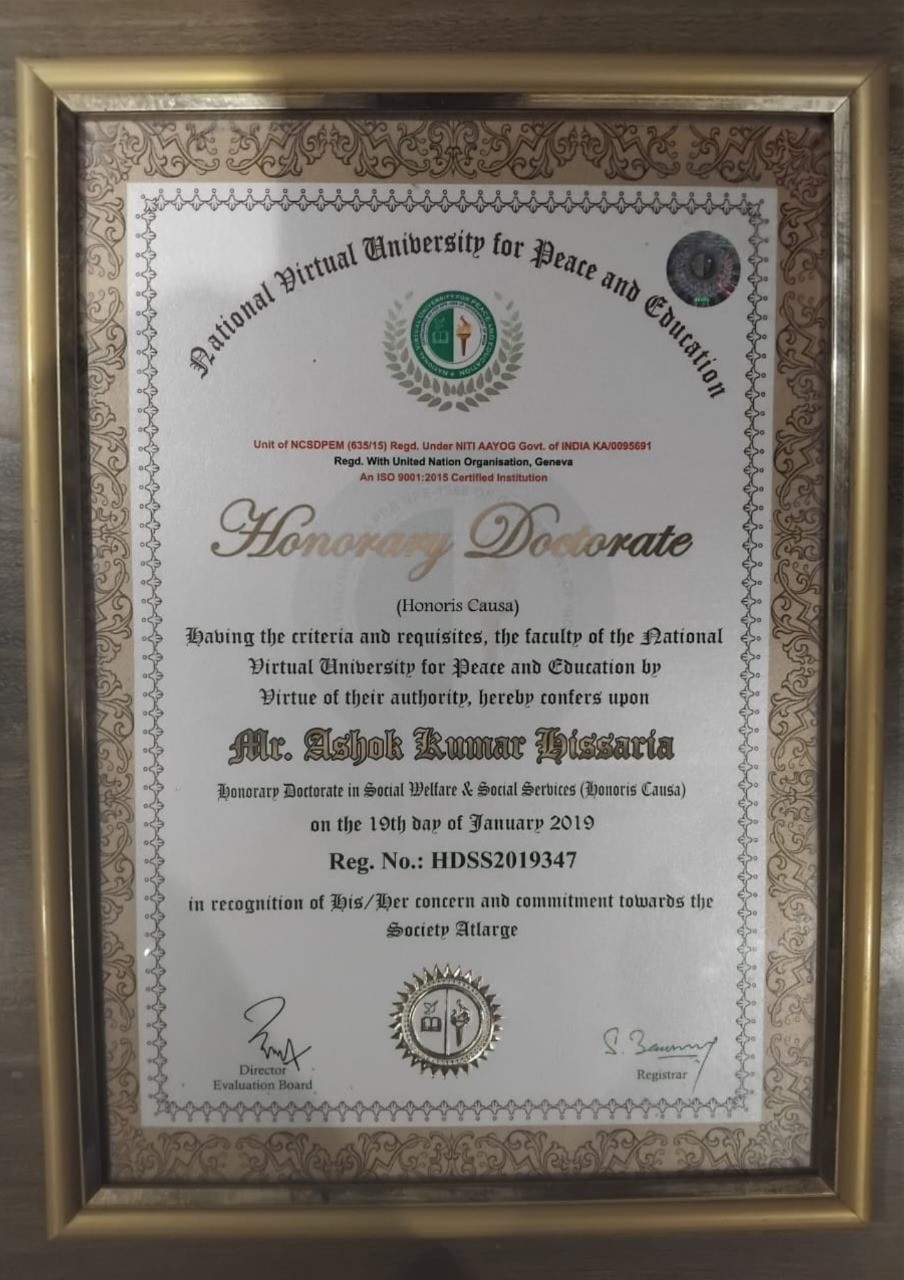 National Virtual University for Peace and Education
Unit of NCSDPEM (635/15) Regd. Under NITI AAYOG Govt. of INDIA KA/0095691
Regd. With United Nation Organisation, Geneva
An ISO 9001:2015 Certified Institution
Honorary Doctorate
(Honoris Causa)
Having the criteria and requisites, the faculty of the National
Virtual University for Peace and Education by
Virtue of their authority, hereby confers upon
Mr. Ashok Kumar Hissaria
Honorary Doctorate in Social Welfare & Social Services (Honoris Causa)
on the 19th day of January 2019
Reg. No.: HDSS2019347
in recognition of His/Her concern and commitment towards the
Society Atlarge
Director
Evaluation Board
Registrar